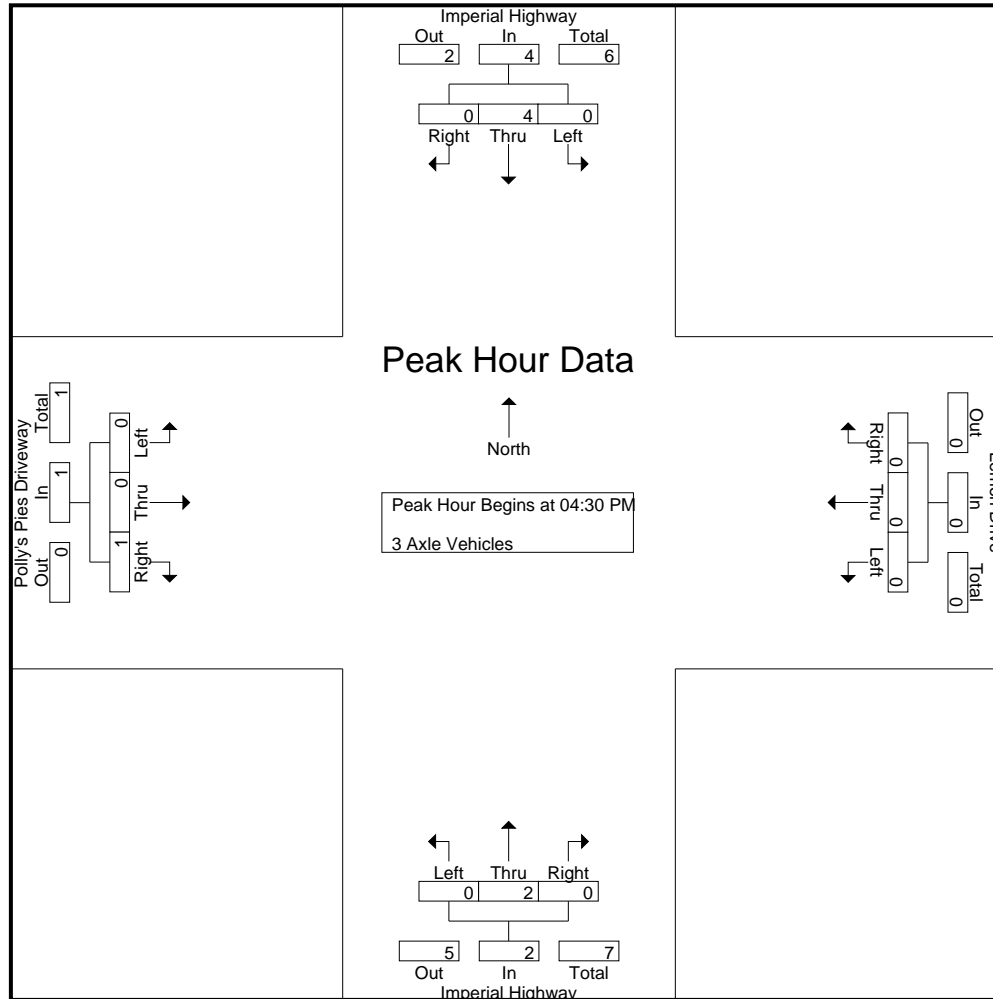 Imperial Highway
Out In Total
2 4 6
0 4 0
Right Thru Left
Peak Hour Data
North
Peak Hour Begins at 04:30 PM
3 Axle Vehicles
Polly's Pies Driveway
Out In Total
0 1 1
Left Thru Right
0 0 1
Right Thru Left
0 0 0
Out In Total
0 0 0
Drive
Left Thru Right
0 2 0
5 2 7
Out In Total
Imperial Highway